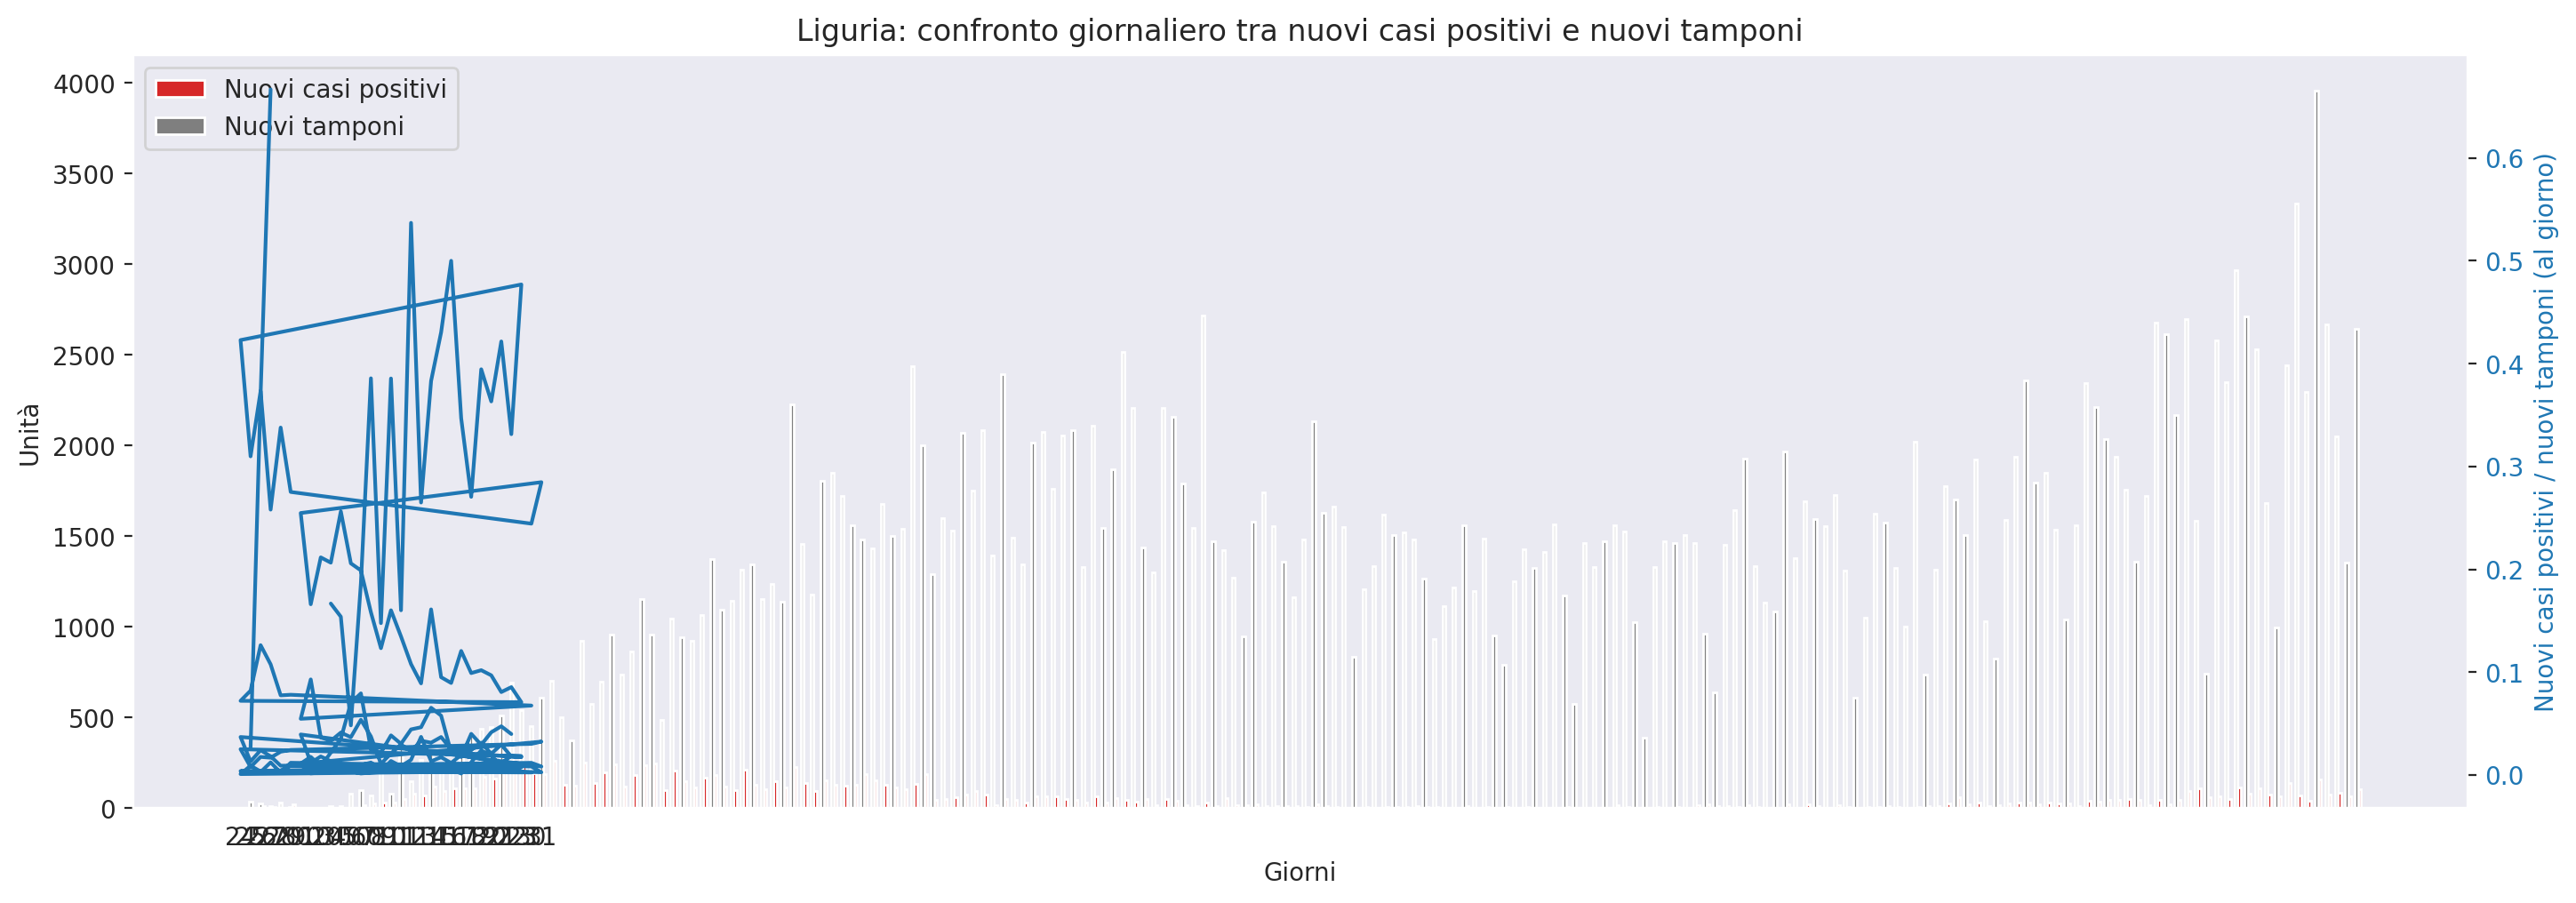 Liguria: confronto giornaliero tra nuovi casi positivi e nuovi tamponi
Nuovi casi positivi
Nuovi tamponi
4000
3500
3000
2500
2000
1500
1000
500
0
Unità
0.6
0.5
0.4
0.3
0.2
0.1
0.0
Nuovi casi positivi / nuovi tamponi (al giorno)
Giorni